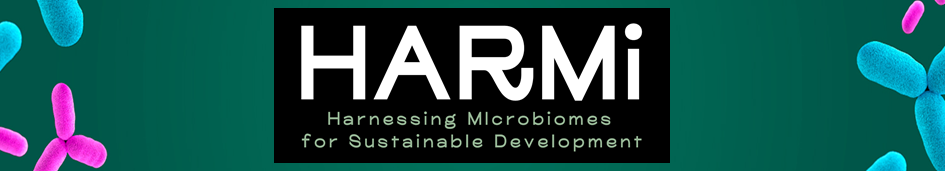 HARMi
Harnessing MIcrobiomes
for Sustainable Development